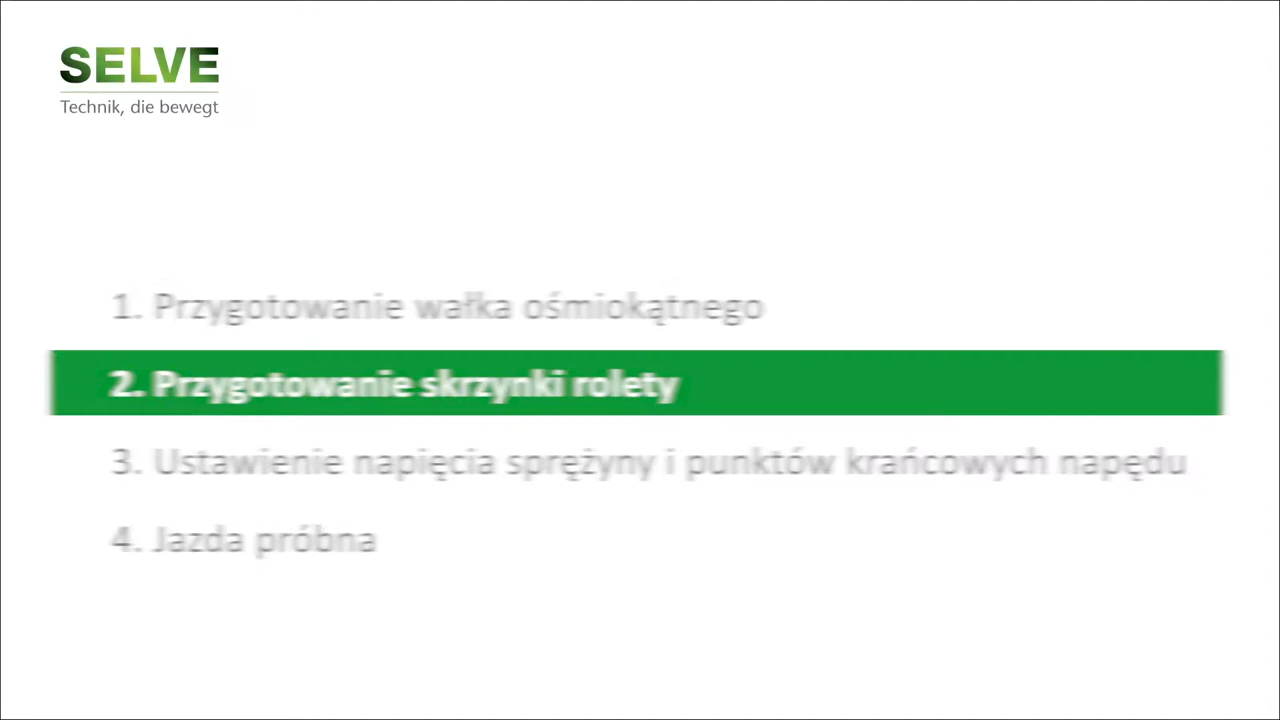 SELVE
Technik, die bewegt
1. Przygotowanie wałka ośmiokątnego
2. Przygotowanie skrzynki rolety
3. Ustawienie napięcia sprężyny i punktów krańcowych napędu
4. Jazda próbna